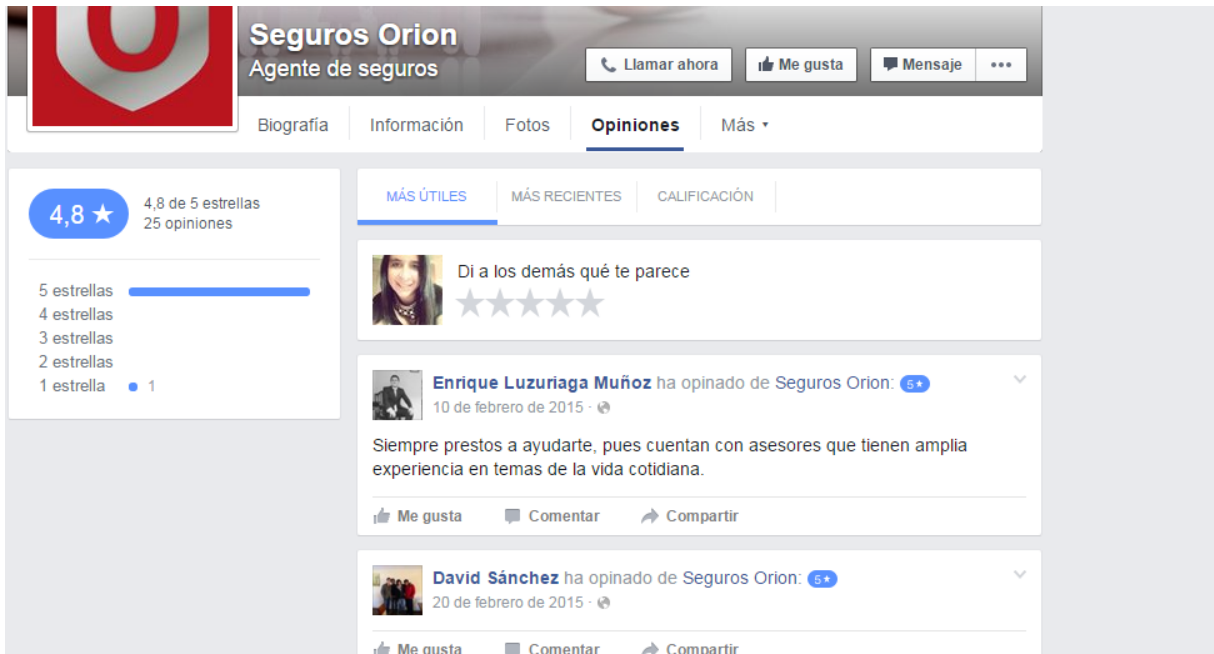 Seguros Orion
Agente de seguros
Llamar ahora
Me gusta
Mensaje
Biografía
Información
Fotos
Opiniones
Más
4,8 ★
4,8 de 5 estrellas
25 opiniones
5 estrellas
4 estrellas
3 estrellas
2 estrellas
1 estrella 1
MÁS ÚTILES
MÁS RECIENTES
CALIFICACIÓN
Di a los demás qué te parece
Enrique Luzuriaga Muñoz ha opinado de Seguros Orion: 5★
10 de febrero de 2015 ·
Siempre prestos a ayudarte, pues cuentan con asesores que tienen amplia
experiencia en temas de la vida cotidiana.
Me gusta Comentar Compartir
David Sánchez ha opinado de Seguros Orion: 5★
20 de febrero de 2015 ·
Me gusta Comentar Compartir